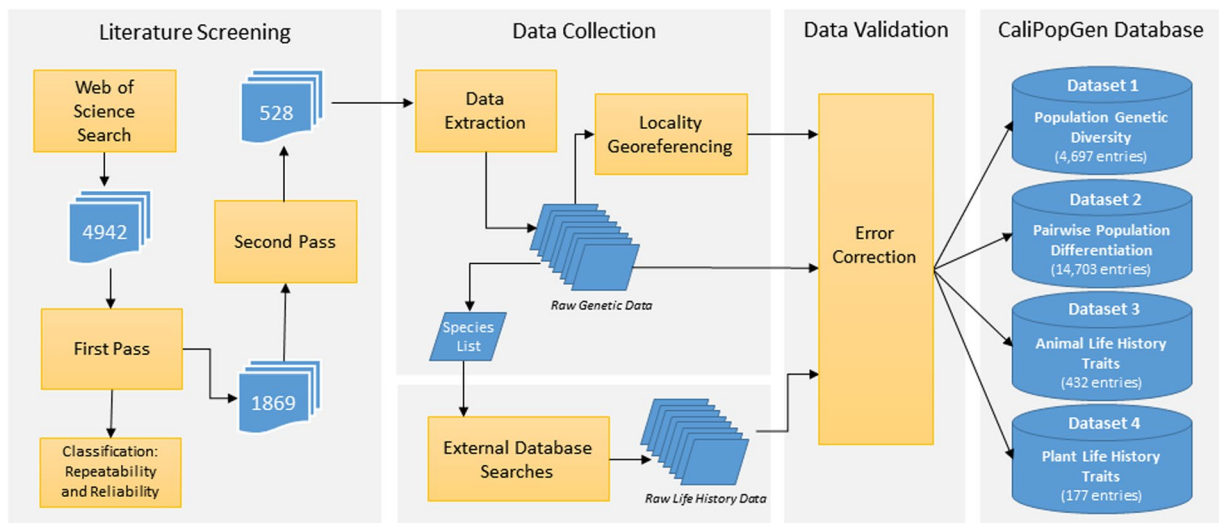 Literature Screening
Web of
Science
Search
4942
First Pass
Classification:
Repeatability
and Reliability
1869
Second Pass
528
Data Collection
Data
Extraction
Locality
Georeferencing
Raw Genetic Data
Species
List
External Database
Searches
Raw Life History Data
Data Validation
Error
Correction
CaliPopGen Database
Dataset 1
Population Genetic
Diversity
(4,697 entries)
Dataset 2
Pairwise Population
Differentiation
(14,703 entries)
Dataset 3
Animal Life History
Traits
(432 entries)
Dataset 4
Plant Life History
Traits
(177 entries)